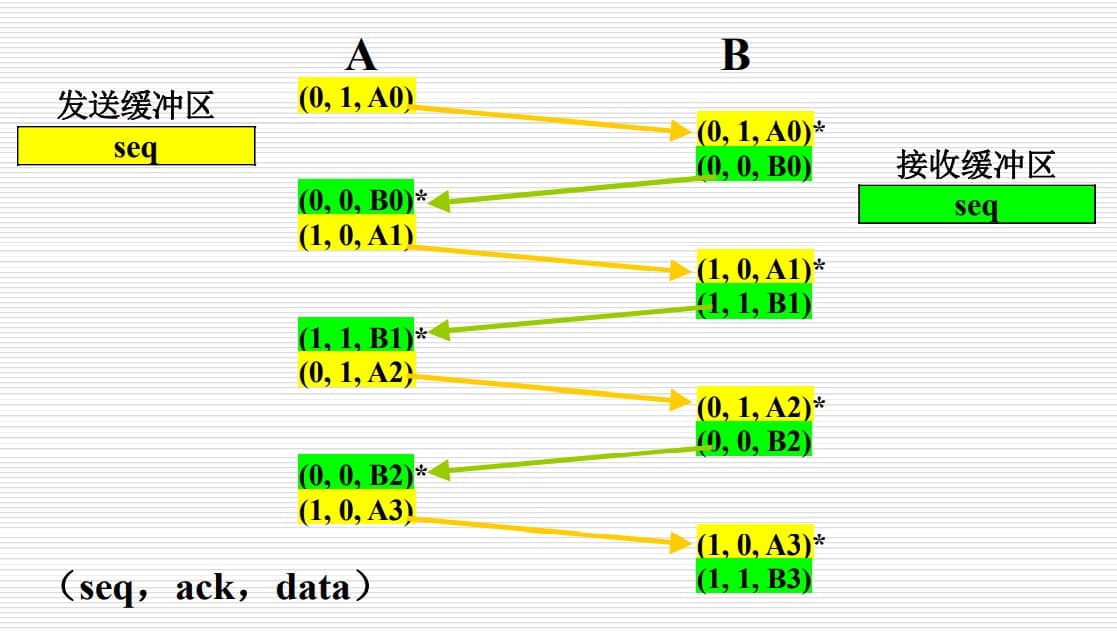 A
B
(0, 1, A0)
发送缓冲区
seq
(0, 1, A0)*
(0, 0, B0)
接收缓冲区
seq
(0, 0, B0)*
(1, 0, A1)
(1, 0, A1)*
(1, 1, B1)
(1, 1, B1)*
(0, 1, A2)
(0, 1, A2)*
(0, 0, B2)
(0, 0, B2)*
(1, 0, A3)
(1, 0, A3)*
(1, 1, B3)
（seq，ack，data）